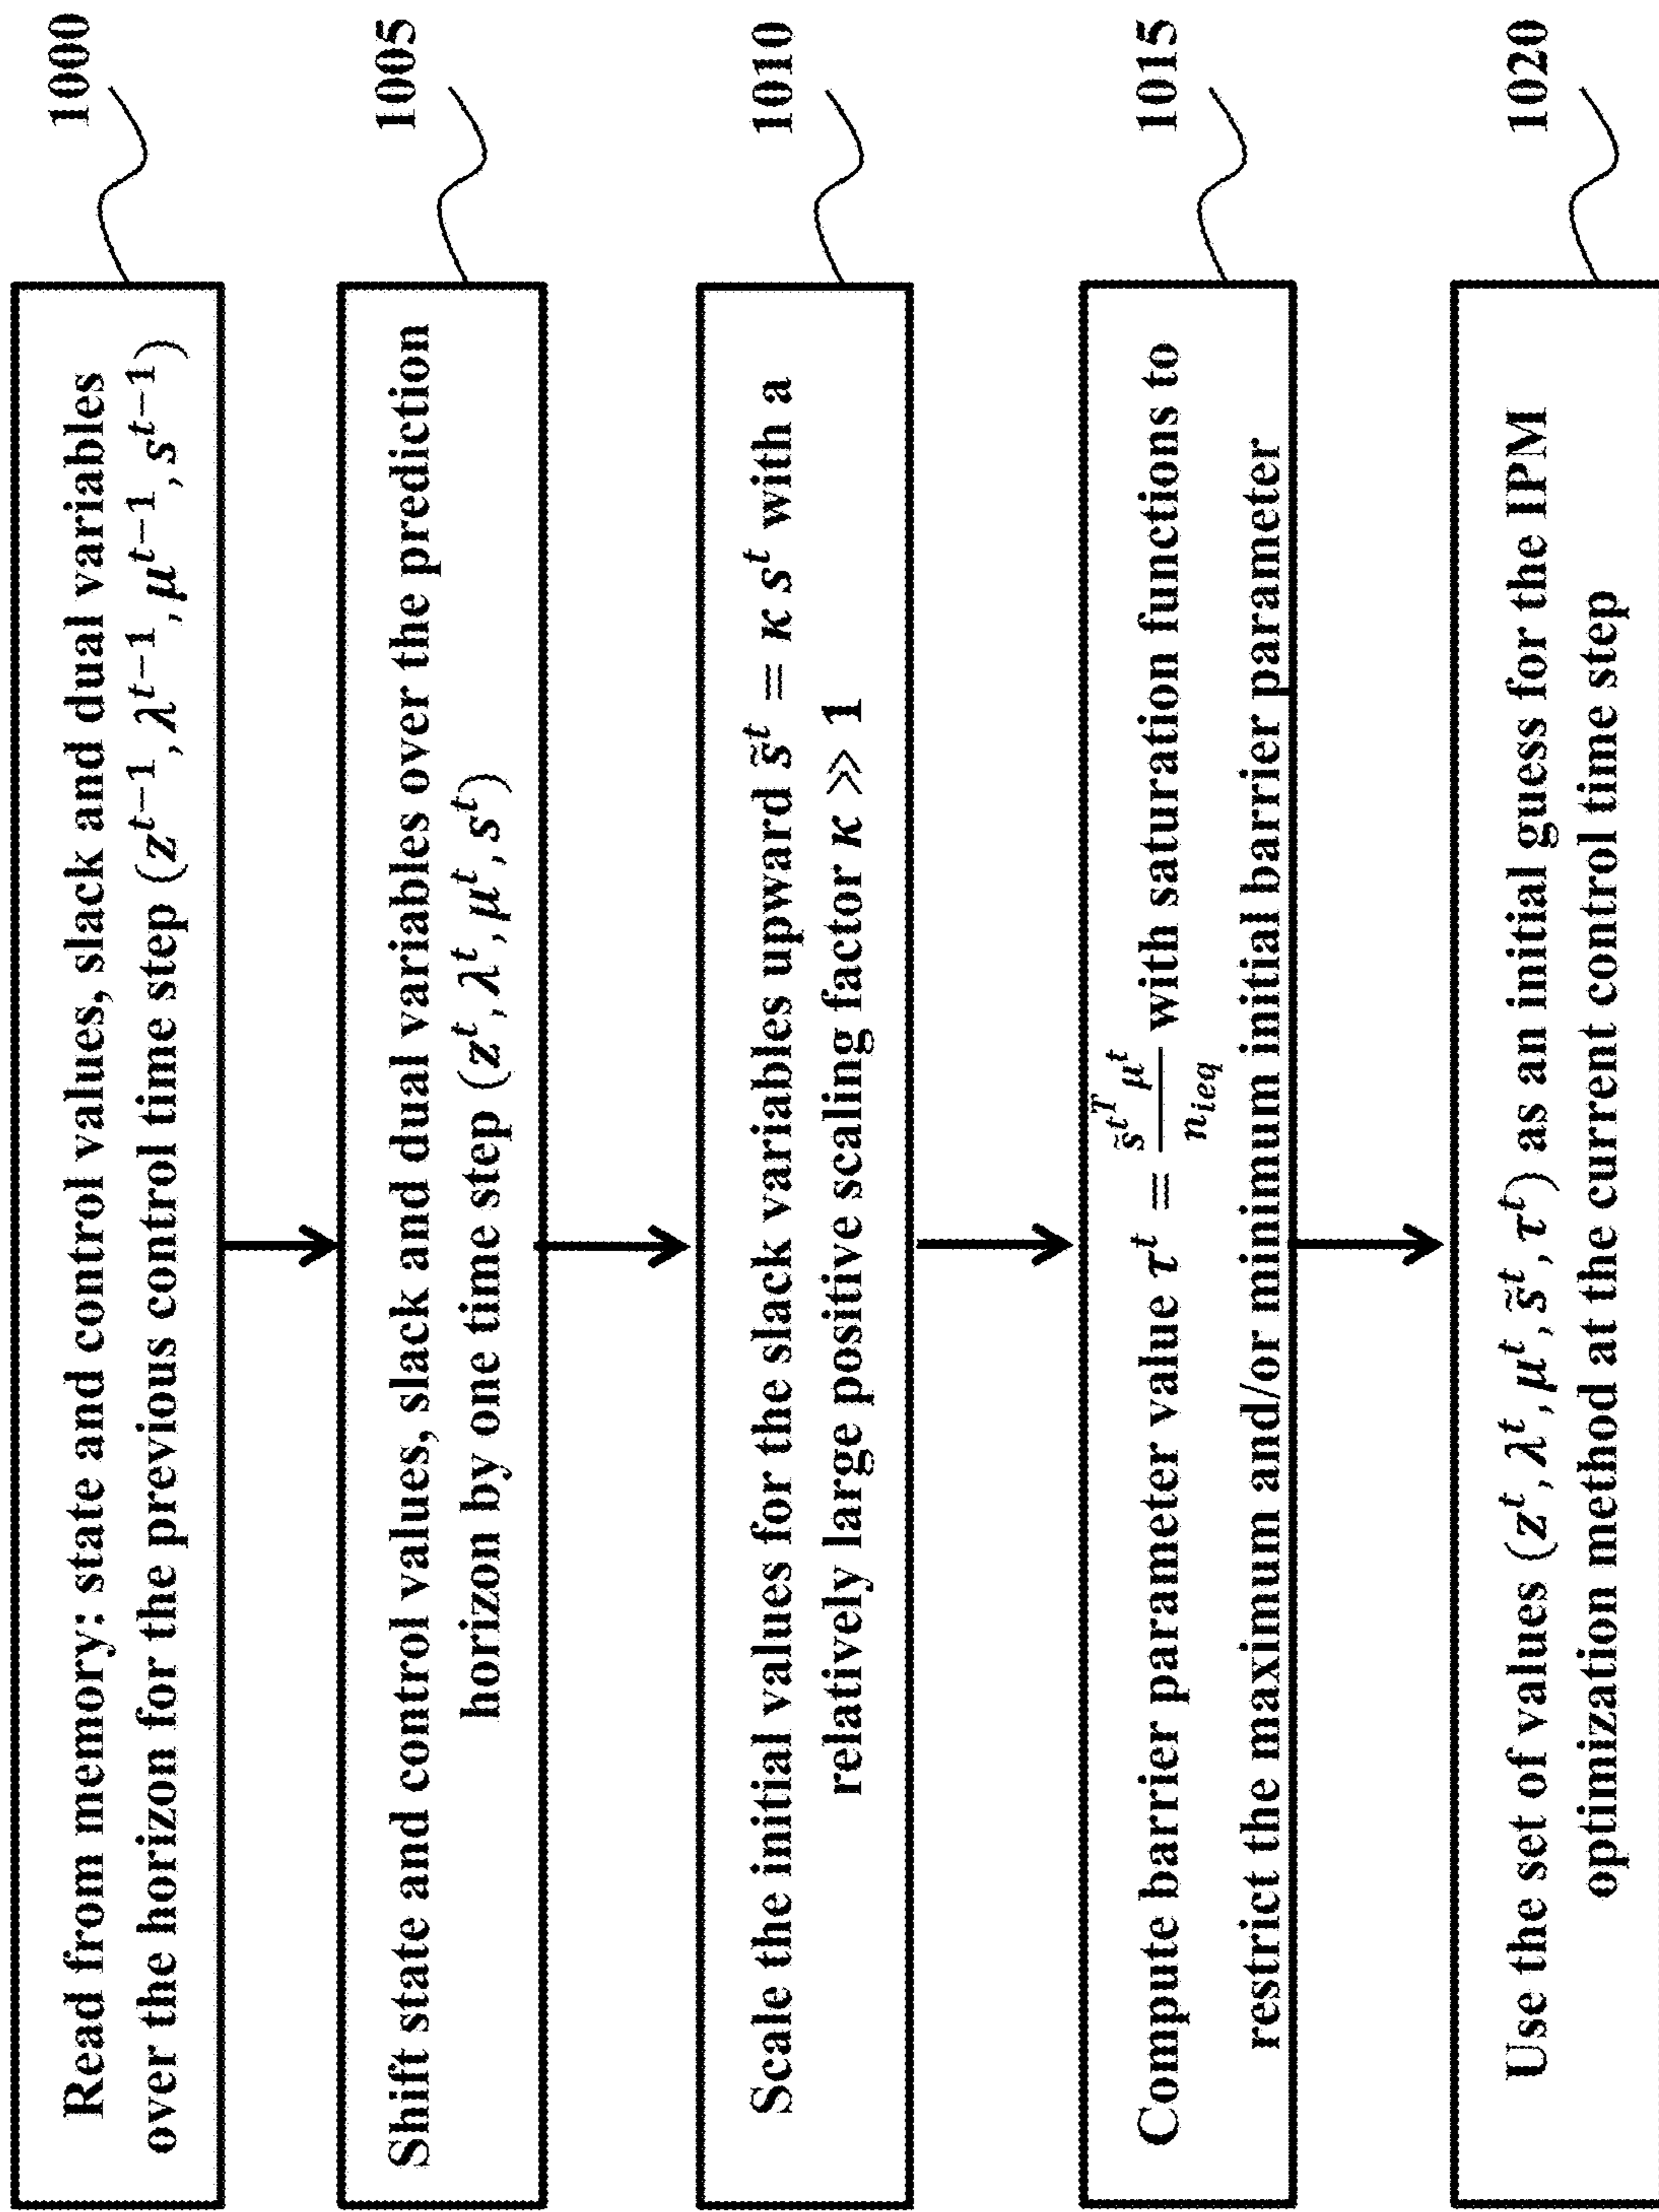 Read from memory: state and control values, slack and dual variables
over the horizon for the previous control time step (z^{t−1}, λ^{t−1}, μ^{t−1}, s^{t−1})
1000
Shift state and control values, slack and dual variables over the prediction
horizon by one time step (z^t, λ^t, μ^t, s^t)
1005
Scale the initial values for the slack variables upward s̃^t = κ s^t with a
relatively large positive scaling factor κ ≫ 1
1010
Compute barrier parameter value τ^t = \frac{s̃^{t^T} μ^t}{n_{ieq}} with saturation functions to
restrict the maximum and/or minimum initial barrier parameter
1015
Use the set of values (z^t, λ^t, μ^t, s̃^t, τ^t) as an initial guess for the IPM
optimization method at the current control time step
1020